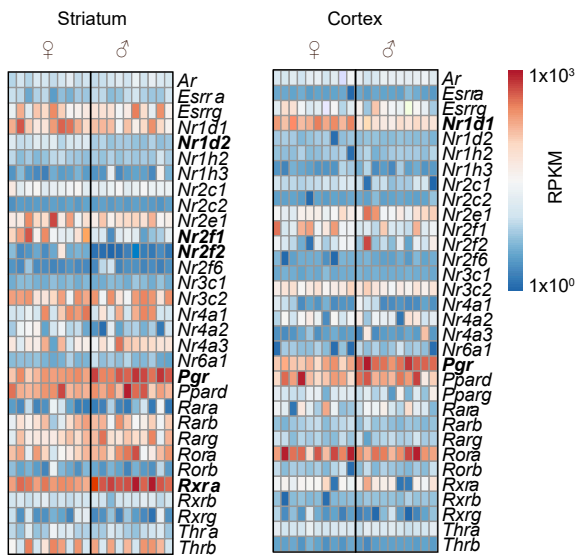 Striatum
Cortex
♀ ♂
♀ ♂
Ar
Esrra
Esrrg
Nr1d1
Nr1d2
Nr1h2
Nr1h3
Nr2c1
Nr2c2
Nr2e1
Nr2f1
Nr2f2
Nr2f6
Nr3c1
Nr3c2
Nr4a1
Nr4a2
Nr4a3
Nr6a1
Pgr
Ppard
Rara
Rarb
Rarg
Rora
Rorb
Rxra
Rxrb
Rxrg
Thra
Thrb
Ar
Esrra
Esrrg
Nr1d1
Nr1d2
Nr1h2
Nr1h3
Nr2c1
Nr2c2
Nr2e1
Nr2f1
Nr2f2
Nr2f6
Nr3c1
Nr3c2
Nr4a1
Nr4a2
Nr4a3
Nr6a1
Pgr
Ppard
Pparg
Rara
Rarb
Rarg
Rora
Rorb
Rxra
Rxrb
Rxrg
Thra
Thrb
1x10³
RPKM
1x10⁰